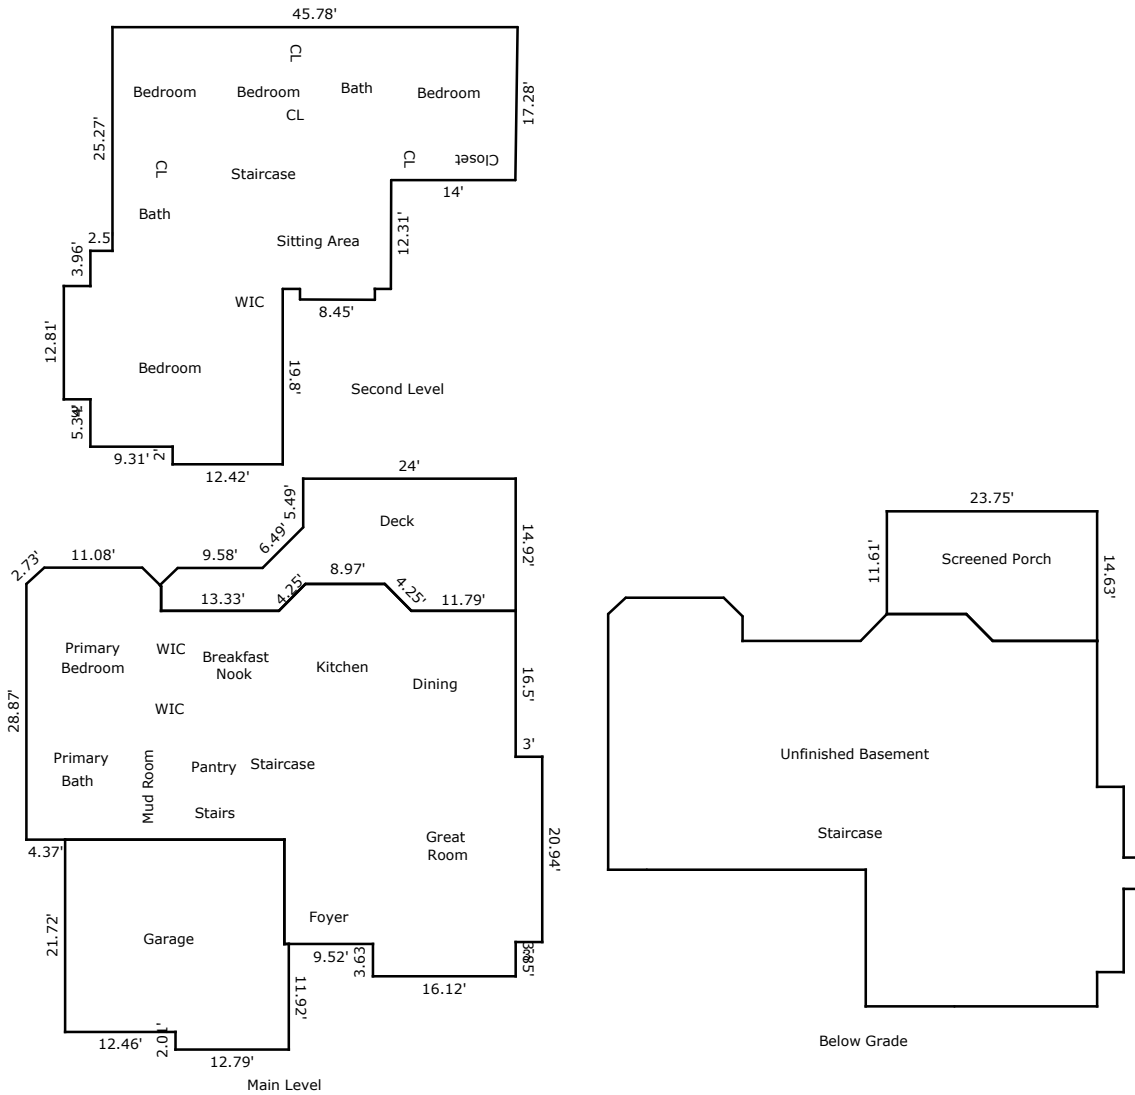 45.78'
CL
Bedroom
Bedroom
Bath
Bedroom
17.28'
CL
25.27'
CL
CL
Closet
Staircase
14'
Bath
2.5
12.31'
Sitting Area
3.96'
WIC
8.45'
12.81'
Bedroom
19.8'
Second Level
5.34'
9.31'
2'
12.42'
24'
5.49'
Deck
14.92'
6.49'
2.73'
11.08'
9.58'
8.97'
4.25'
4.25'
13.33'
11.79'
Primary
Bedroom
WIC
Breakfast
Nook
Kitchen
Dining
16.5'
28.87'
WIC
3'
Primary
Bath
Mud Room
Pantry
Staircase
Stairs
Great
Room
20.94'
4.37'
Foyer
21.72'
Garage
9.52'
3.63
3.85'
16.12'
11.92'
12.46'
2.01'
12.79'
Main Level
23.75'
11.61'
Screened Porch
14.63'
Unfinished Basement
Staircase
Below Grade